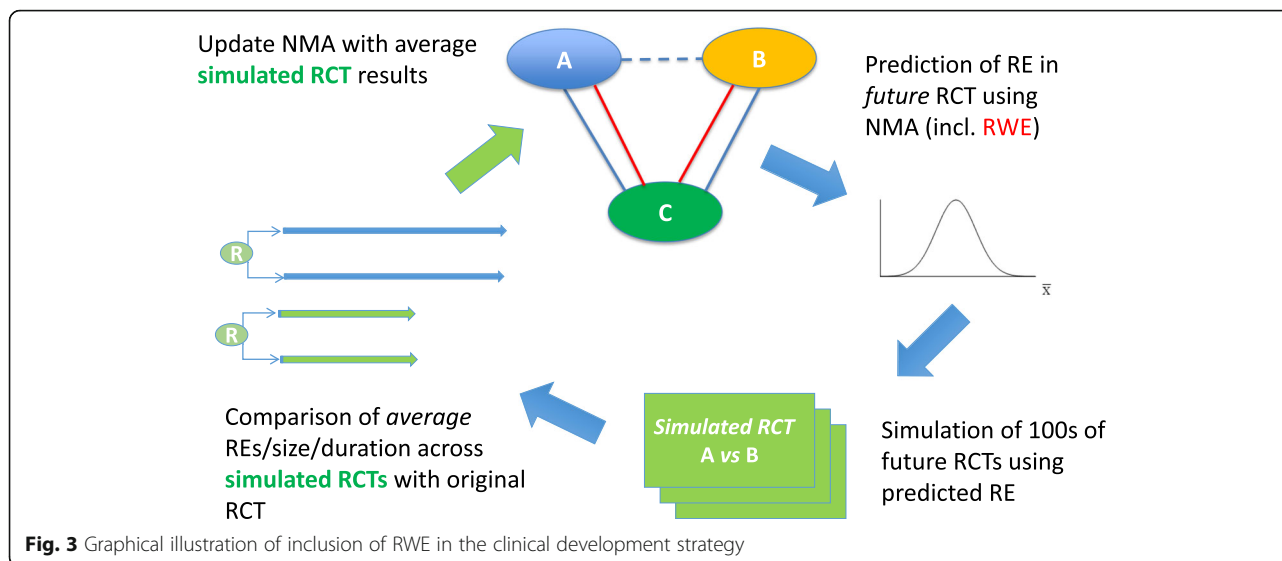 Update NMA with average
simulated RCT results
A
B
C
Prediction of RE in
future RCT using
NMA (incl. RWE)
x̅
Simulation of 100s of
future RCTs using
predicted RE
Simulated RCT
A vs B
R
R
Comparison of average
REs/size/duration across
simulated RCTs with original
RCT
Fig. 3 Graphical illustration of inclusion of RWE in the clinical development strategy